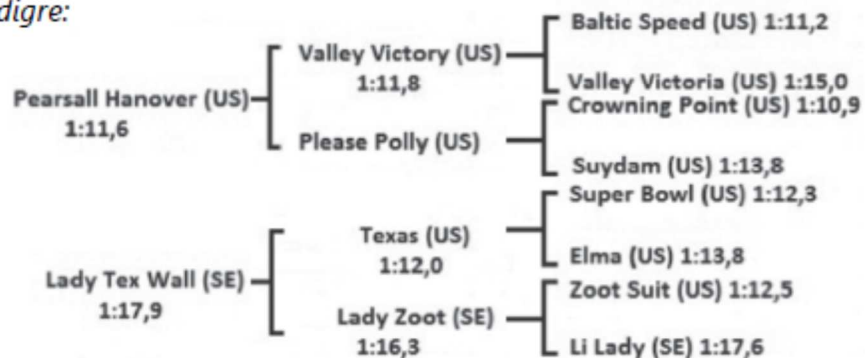 digre:
Baltic Speed (US) 1:11,2
Valley Victory (US)
1:11,8
Valley Victoria (US) 1:15,0
Pearsall Hanover (US)
1:11,6
Crowning Point (US) 1:10,9
Please Polly (US)
Suydam (US) 1:13,8
Super Bowl (US) 1:12,3
Texas (US)
1:12,0
Elma (US) 1:13,8
Lady Tex Wall (SE)
1:17,9
Zoot Suit (US) 1:12,5
Lady Zoot (SE)
1:16,3
Li Lady (SE) 1:17,6